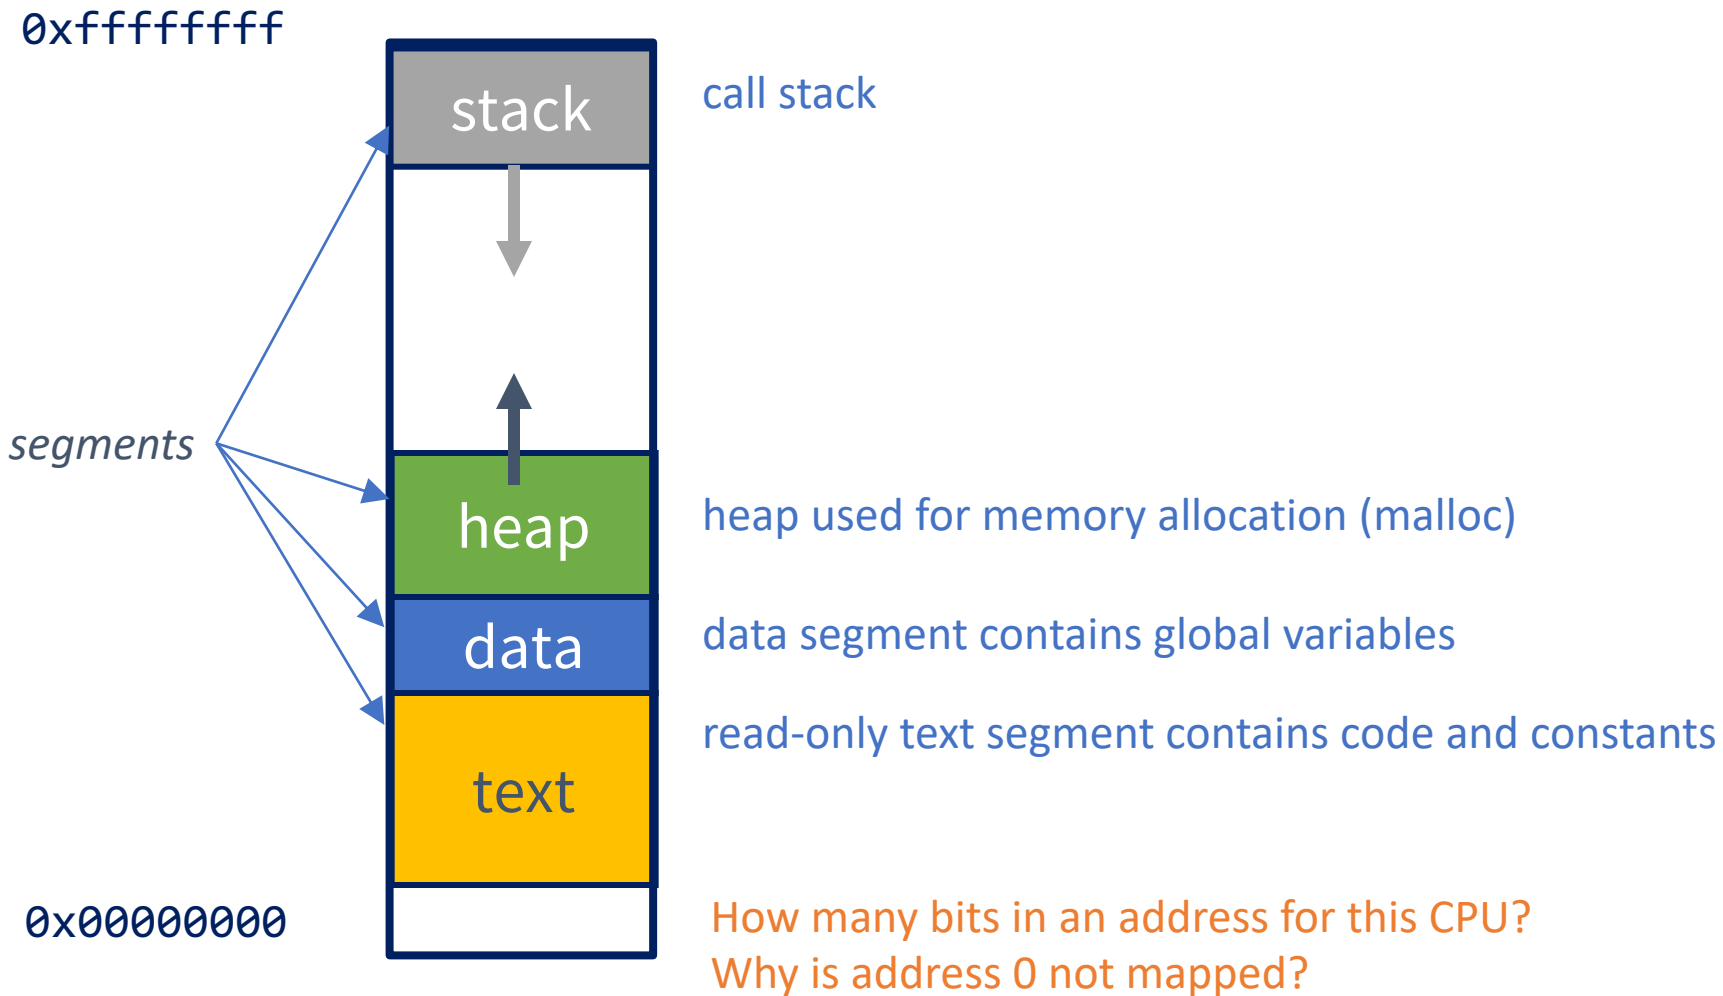 0xffffffff
stack
call stack
segments
heap
heap used for memory allocation (malloc)
data
data segment contains global variables
read-only text segment contains code and constants
text
0x00000000
How many bits in an address for this CPU?
Why is address 0 not mapped?